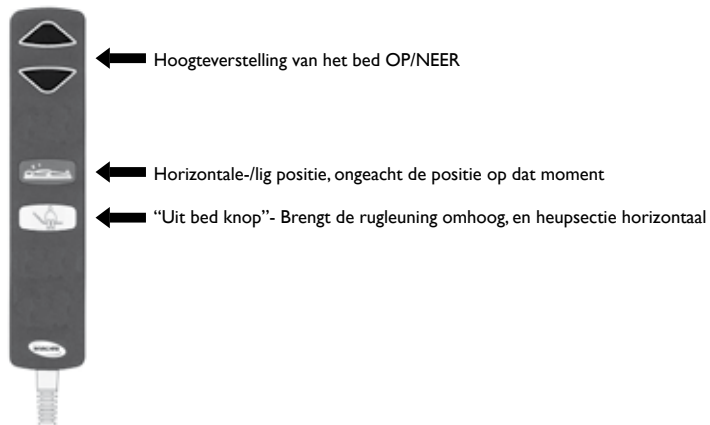 Hoogteverstelling van het bed OP/NEER
Horizontale-/lig positie, ongeacht de positie op dat moment
“Uit bed knop”- Brengt de rugleuning omhoog, en heupsectie horizontaal